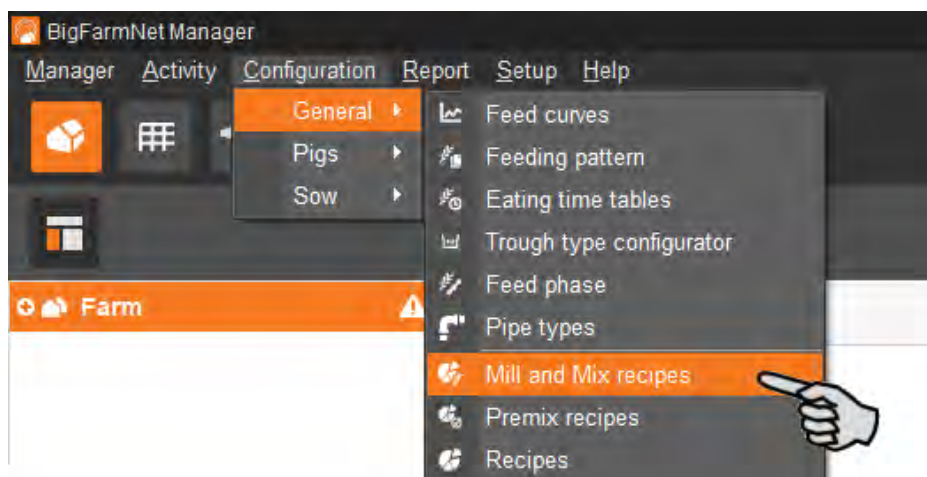 BigFarmNet Manager
Manager Activity Configuration Report Setup Help
General
Pigs
Sow
Feed curves
Feeding pattern
Eating time tables
Trough type configurator
Feed phase
Pipe types
Mill and Mix recipes
Premix recipes
Recipes
Farm